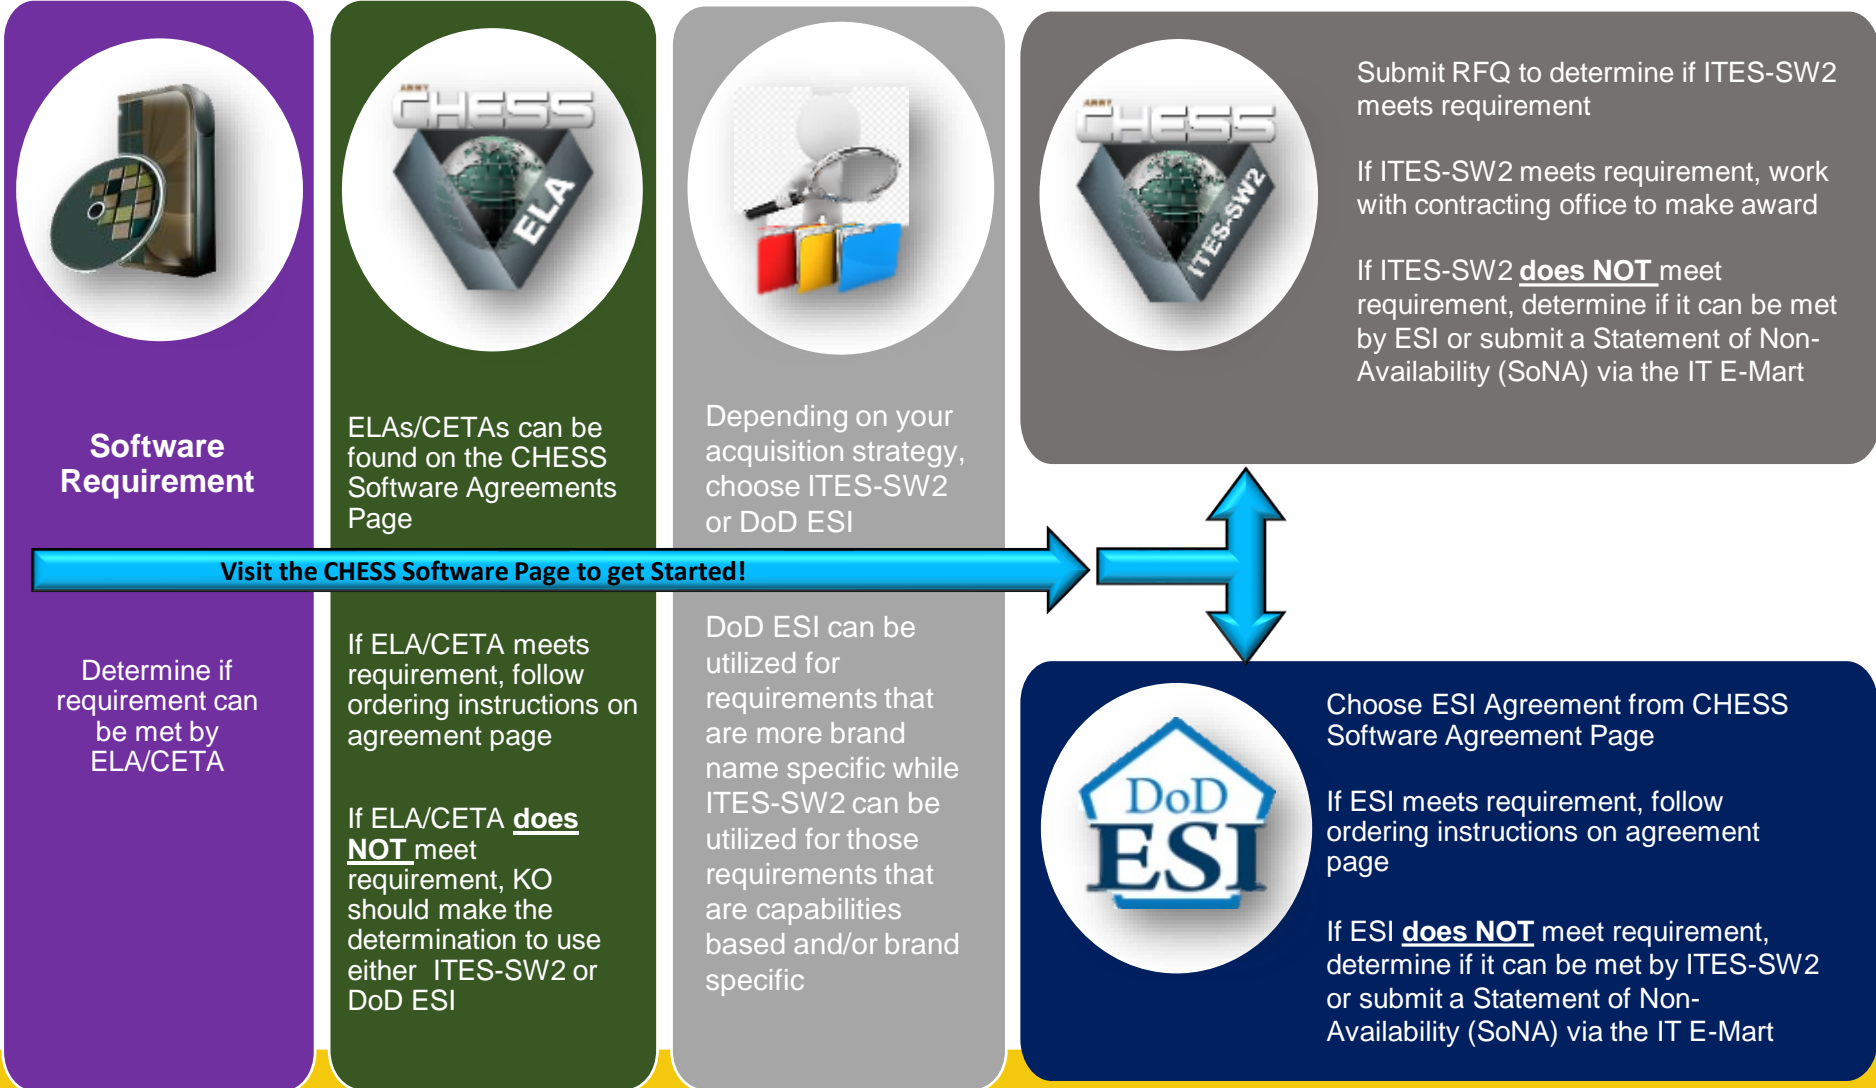 Software
Requirement
Determine if
requirement can
be met by
ELA/CETA
ARMY
CHESS
ELA
ELAs/CETAs can be
found on the CHESS
Software Agreements
Page
Visit the CHESS Software Page to get Started!
If ELA/CETA meets
requirement, follow
ordering instructions on
agreement page
If ELA/CETA does
NOT meet
requirement, KO
should make the
determination to use
either ITES-SW2 or
DoD ESI
Depending on your
acquisition strategy,
choose ITES-SW2
or DoD ESI
DoD ESI can be
utilized for
requirements that
are more brand
name specific while
ITES-SW2 can be
utilized for those
requirements that
are capabilities
based and/or brand
specific
ARMY
CHESS
ITES-SW2
Submit RFQ to determine if ITES-SW2
meets requirement
If ITES-SW2 meets requirement, work
with contracting office to make award
If ITES-SW2 does NOT meet
requirement, determine if it can be met
by ESI or submit a Statement of Non-
Availability (SoNA) via the IT E-Mart
DoD
ESI
Choose ESI Agreement from CHESS
Software Agreement Page
If ESI meets requirement, follow
ordering instructions on agreement
page
If ESI does NOT meet requirement,
determine if it can be met by ITES-SW2
or submit a Statement of Non-
Availability (SoNA) via the IT E-Mart